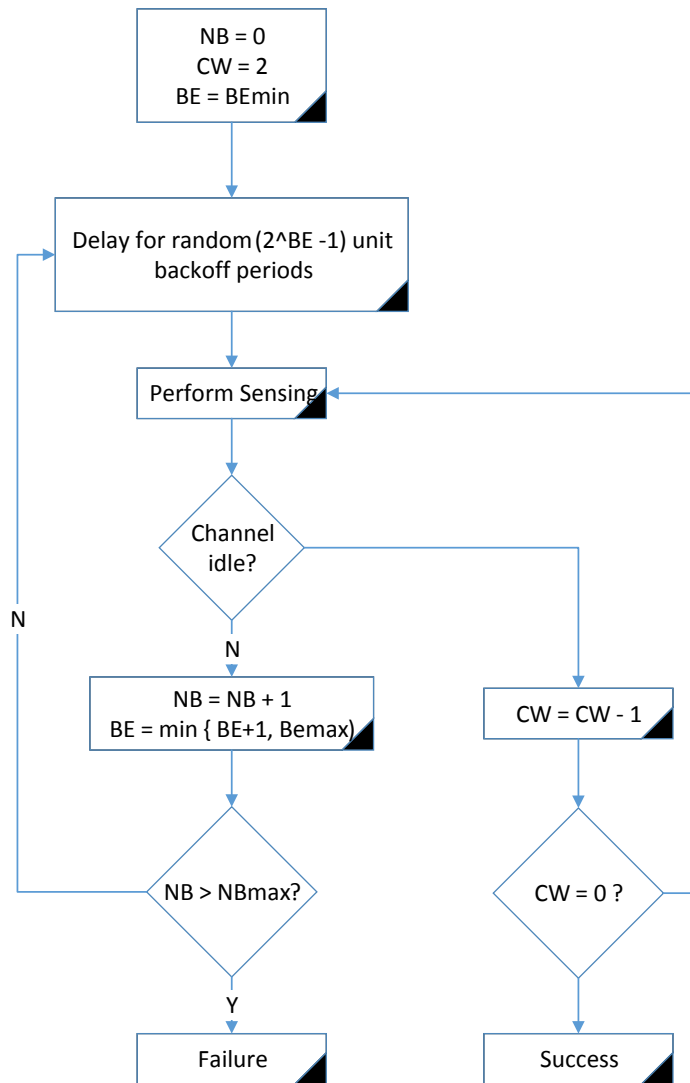 NB = 0
CW = 2
BE = BEmin
Delay for random (2^BE -1) unit
backoff periods
Perform Sensing
Channel
idle?
N
N
NB = NB + 1
BE = min { BE+1, Bemax)
CW = CW - 1
NB > NBmax?
CW = 0 ?
Y
Failure
Success